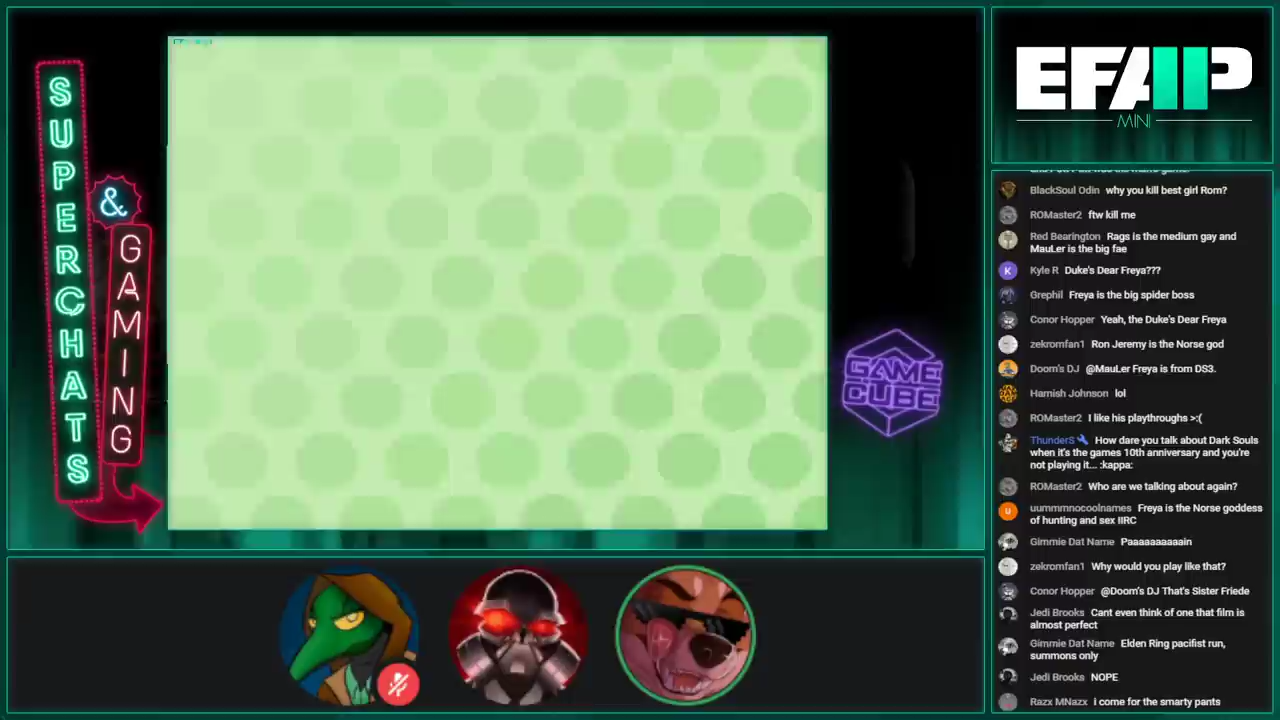 SUPERCHATS
&
GAMING
GAME
CUBE
EFAP
MINI
BlackSoul Odin why you kill best girl Rom?
ROMaster2 ftw kill me
Red Bearington Rags is the medium gay and
MauLer is the big fae
Kyle R Duke's Dear Freya???
Grephil Freya is the big spider boss
Conor Hopper Yeah, the Duke's Dear Freya
zekromfan1 Ron Jeremy is the Norse god
Doom's DJ @MauLer Freya is from DS3.
Hamish Johnson lol
ROMaster2 I like his playthroughs >:(
ThunderS How dare you talk about Dark Souls
when it's the games 10th anniversary and you're
not playing it... :kappa:
ROMaster2 Who are we talking about again?
uummmnocoolnames Freya is the Norse goddess
of hunting and sex IIRC
Gimmie Dat Name Paaaaaaaaaain
zekromfan1 Why would you play like that?
Conor Hopper @Doom's DJ That's Sister Friede
Jedi Brooks Cant even think of one that film is
almost perfect
Gimmie Dat Name Elden Ring pacifist run,
summons only
Jedi Brooks NOPE
Razx MNazx i come for the smarty pants